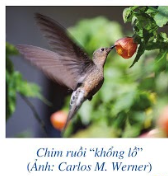 Chim ruồi “khổng lồ”
(Ảnh: Carlos M. Werner)